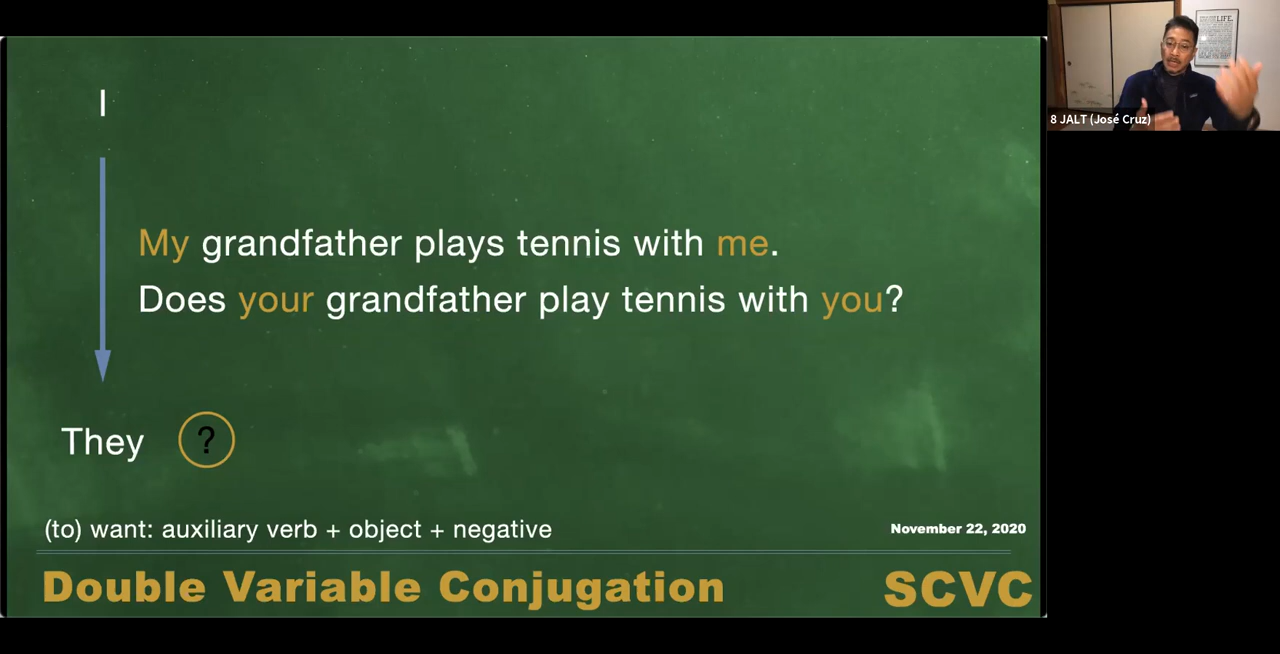 I
My grandfather plays tennis with me.
Does your grandfather play tennis with you?
They ?
(to) want: auxiliary verb + object + negative
November 22, 2020
Double Variable Conjugation
SCVC
LIFE.
8 JALT (José Cruz)